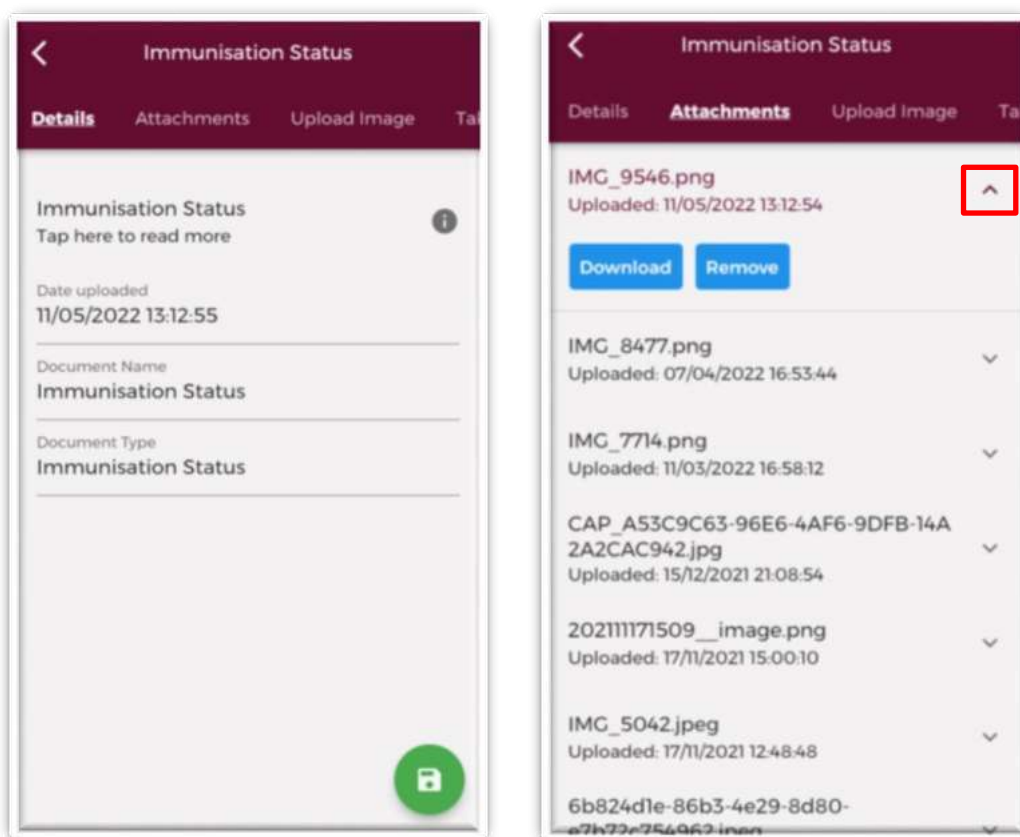 Immunisation Status
Details Attachments Upload Image Ta
Immunisation Status
Tap here to read more
Date uploaded
11/05/2022 13:12:55
Document Name
Immunisation Status
Document Type
Immunisation Status
Immunisation Status
Details Attachments Upload Image Ta
IMG_9546.png
Uploaded: 11/05/2022 13:12:54
Download Remove
IMG_8477.png
Uploaded: 07/04/2022 16:53:44
IMG_7714.png
Uploaded: 11/03/2022 16:58:12
CAP_A53C9C63-96E6-4AF6-9DFB-14A
2A2CAC942.jpg
Uploaded: 15/12/2021 21:08:54
202111171509__image.png
Uploaded: 17/11/2021 15:00:10
IMG_5042.jpeg
Uploaded: 17/11/2021 12:48:48
6b824d1e-86b3-4e29-8d80-
e7b72c754962.jpeg